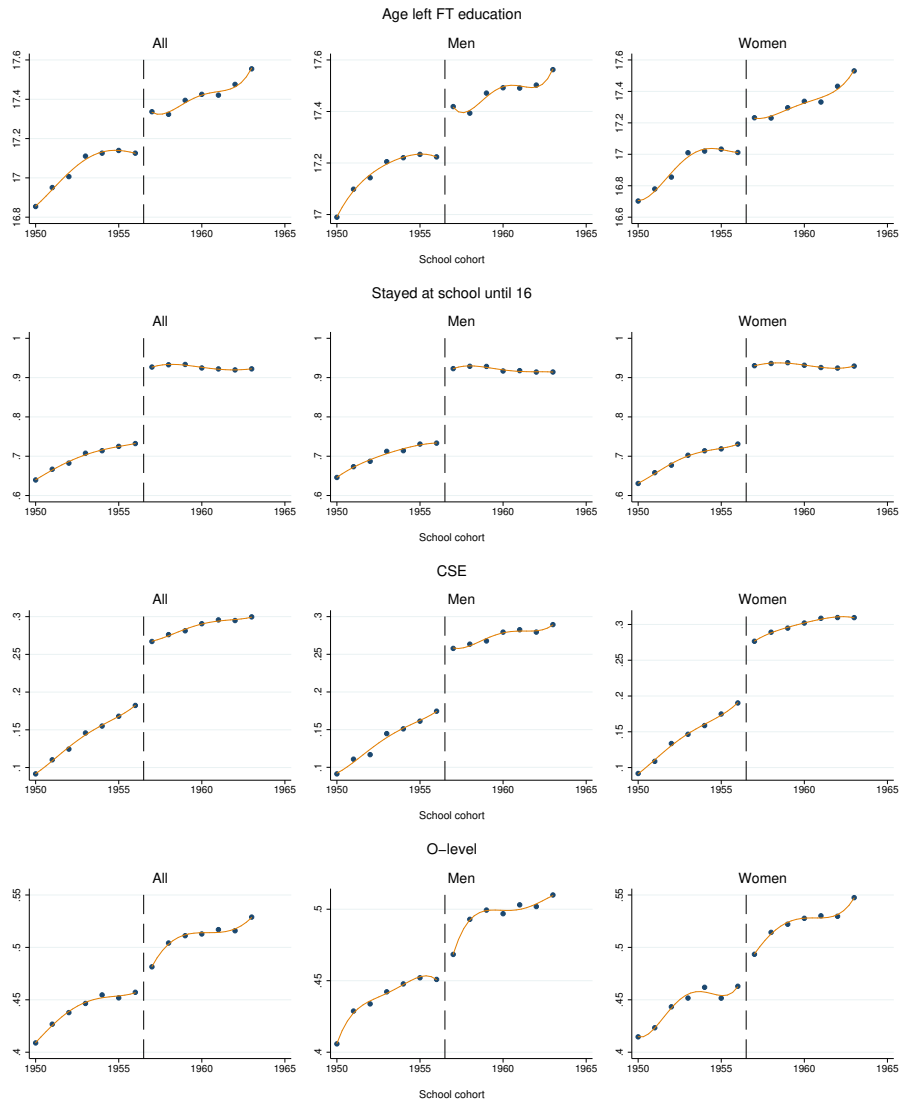 Age left FT education
All Men Women
17.6 17.6 17.6
17.4
17.4 17.4
17.2
17.2
17.2 17
17
16.8
16.8 17 16.6
1950 1955 1960 1965 1950 1955 1960 1965 1950 1955 1960 1965
School cohort
Stayed at school until 16
All Men Women
1 1 1
.9 .9 .9
.8 .8 .8
.7 .7 .7
.6 .6 .6
1950 1955 1960 1965 1950 1955 1960 1965 1950 1955 1960 1965
School cohort
CSE
All Men Women
.3 .3 .3
.25 .25 .25
.2 .2 .2
.15 .15 .15
.1 .1 .1
1950 1955 1960 1965 1950 1955 1960 1965 1950 1955 1960 1965
School cohort
O−level
All Men Women
.55 .55
.5
.5 .5
.45 .45 .45
.4 .4 .4
1950 1955 1960 1965 1950 1955 1960 1965 1950 1955 1960 1965
School cohort